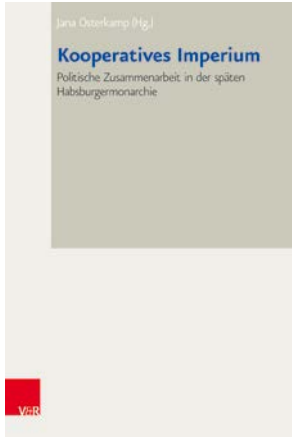 Jana Osterkamp (Hg.)
Kooperatives Imperium
Politische Zusammenarbeit in der späten
Habsburgermonarchie
V&R